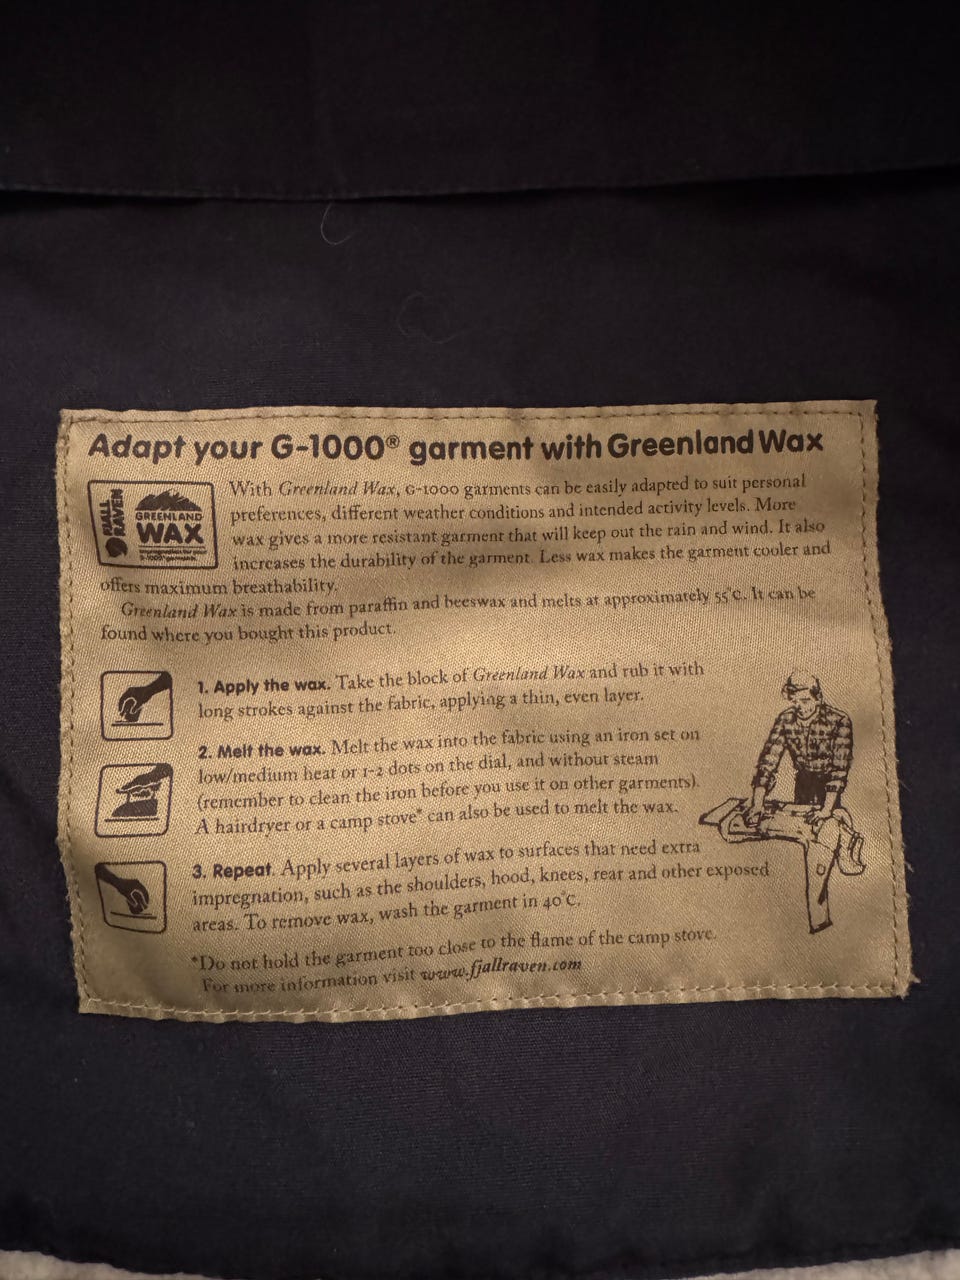 Adapt your G-1000® garment with Greenland Wax
FJÄLL
RÄVEN
GREENLAND
WAX
With Greenland Wax, G-1000 garments can be easily adapted to suit personal
preferences, different weather conditions and intended activity levels. More
wax gives a more resistant garment that will keep out the rain and wind. It also
increases the durability of the garment. Less wax makes the garment cooler and
offers maximum breathability.
Greenland Wax is made from paraffin and beeswax and melts at approximately 55°C. It can be
found where you bought this product.
1. Apply the wax. Take the block of Greenland Wax and rub it with
long strokes against the fabric, applying a thin, even layer.
2. Melt the wax. Melt the wax into the fabric using an iron set on
low/medium heat or 1-2 dots on the dial, and without steam
(remember to clean the iron before you use it on other garments).
A hairdryer or a camp stove* can also be used to melt the wax.
3. Repeat. Apply several layers of wax to surfaces that need extra
impregnation, such as the shoulders, hood, knees, rear and other exposed
areas. To remove wax, wash the garment in 40°C.
*Do not hold the garment too close to the flame of the camp stove.
For more information visit www.fjallraven.com